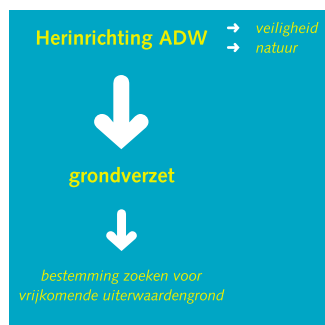 Herinrichting ADW
➜ veiligheid
➜ natuur
grondverzet
bestemming zoeken voor
vrijkomende uiterwaardengrond